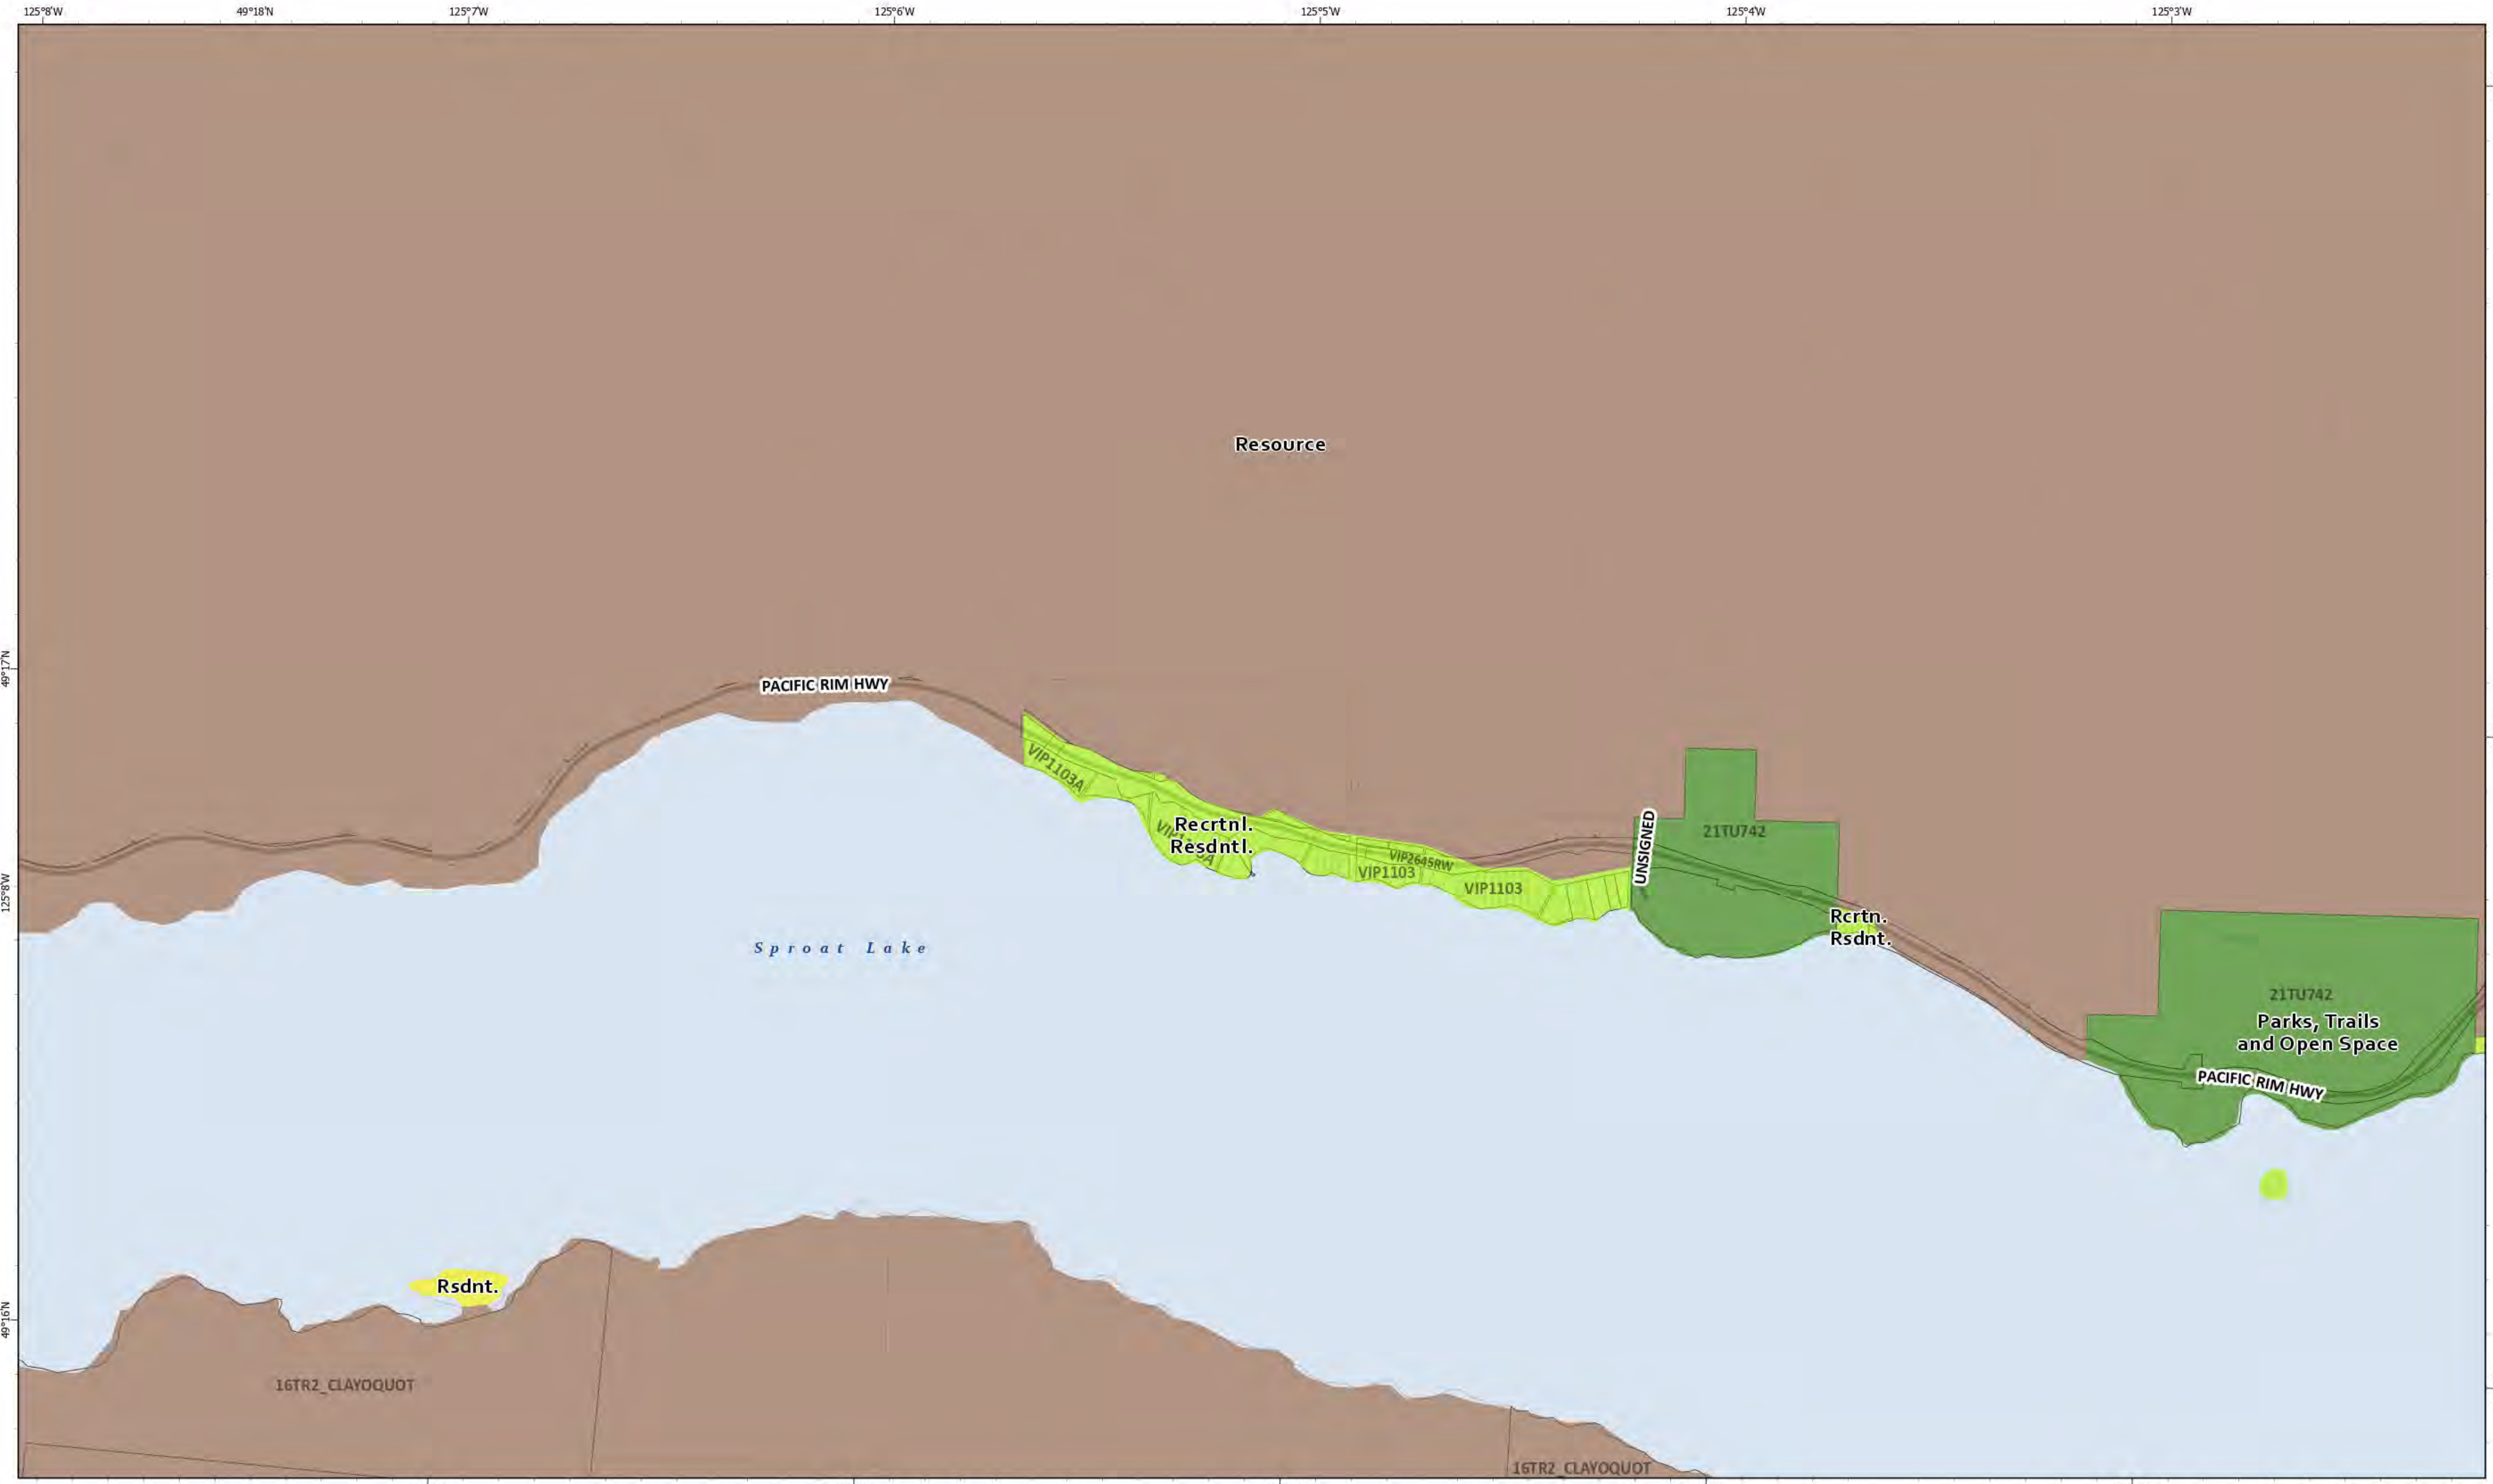 125°8'W
49°18'N
125°7'W
125°6'W
125°5'W
125°4'W
125°3'W
Resource
49°17'N
PACIFIC RIM HWY
VIP1103A
Recrtnl.
Resdntl.
VIP2645RW
VIP1103
VIP1103
UNSIGNED
21TU742
125°8'W
Rcrtn.
Rsdnt.
Sproat Lake
21TU742
Parks, Trails
and Open Space
PACIFIC RIM HWY
Rsdnt.
49°16'N
16TR2_CLAYOQUOT
16TR2_CLAYOQUOT